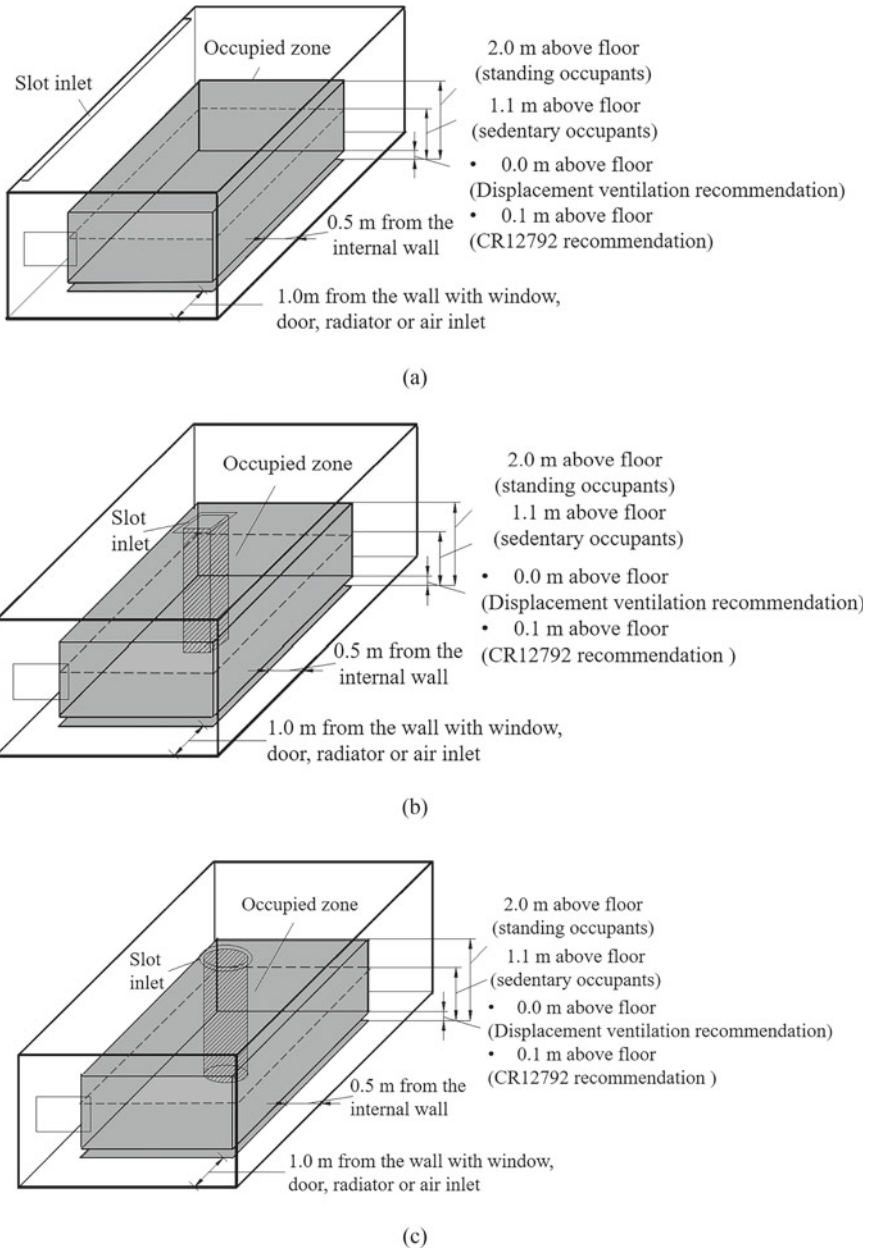 Occupied zone
Slot inlet
2.0 m above floor
(standing occupants)
1.1 m above floor
(sedentary occupants)
• 0.0 m above floor
(Displacement ventilation recommendation)
• 0.1 m above floor
(CR12792 recommendation)
0.5 m from the
internal wall
1.0m from the wall with window,
door, radiator or air inlet
(a)
Occupied zone
Slot
inlet
2.0 m above floor
(standing occupants)
1.1 m above floor
(sedentary occupants)
• 0.0 m above floor
(Displacement ventilation recommendation)
• 0.1 m above floor
(CR12792 recommendation )
0.5 m from the
internal wall
1.0 m from the wall with window,
door, radiator or air inlet
(b)
Occupied zone
Slot
inlet
2.0 m above floor
(standing occupants)
1.1 m above floor
(sedentary occupants)
• 0.0 m above floor
(Displacement ventilation recommendation)
• 0.1 m above floor
(CR12792 recommendation )
0.5 m from the
internal wall
1.0 m from the wall with window,
door, radiator or air inlet
(c)